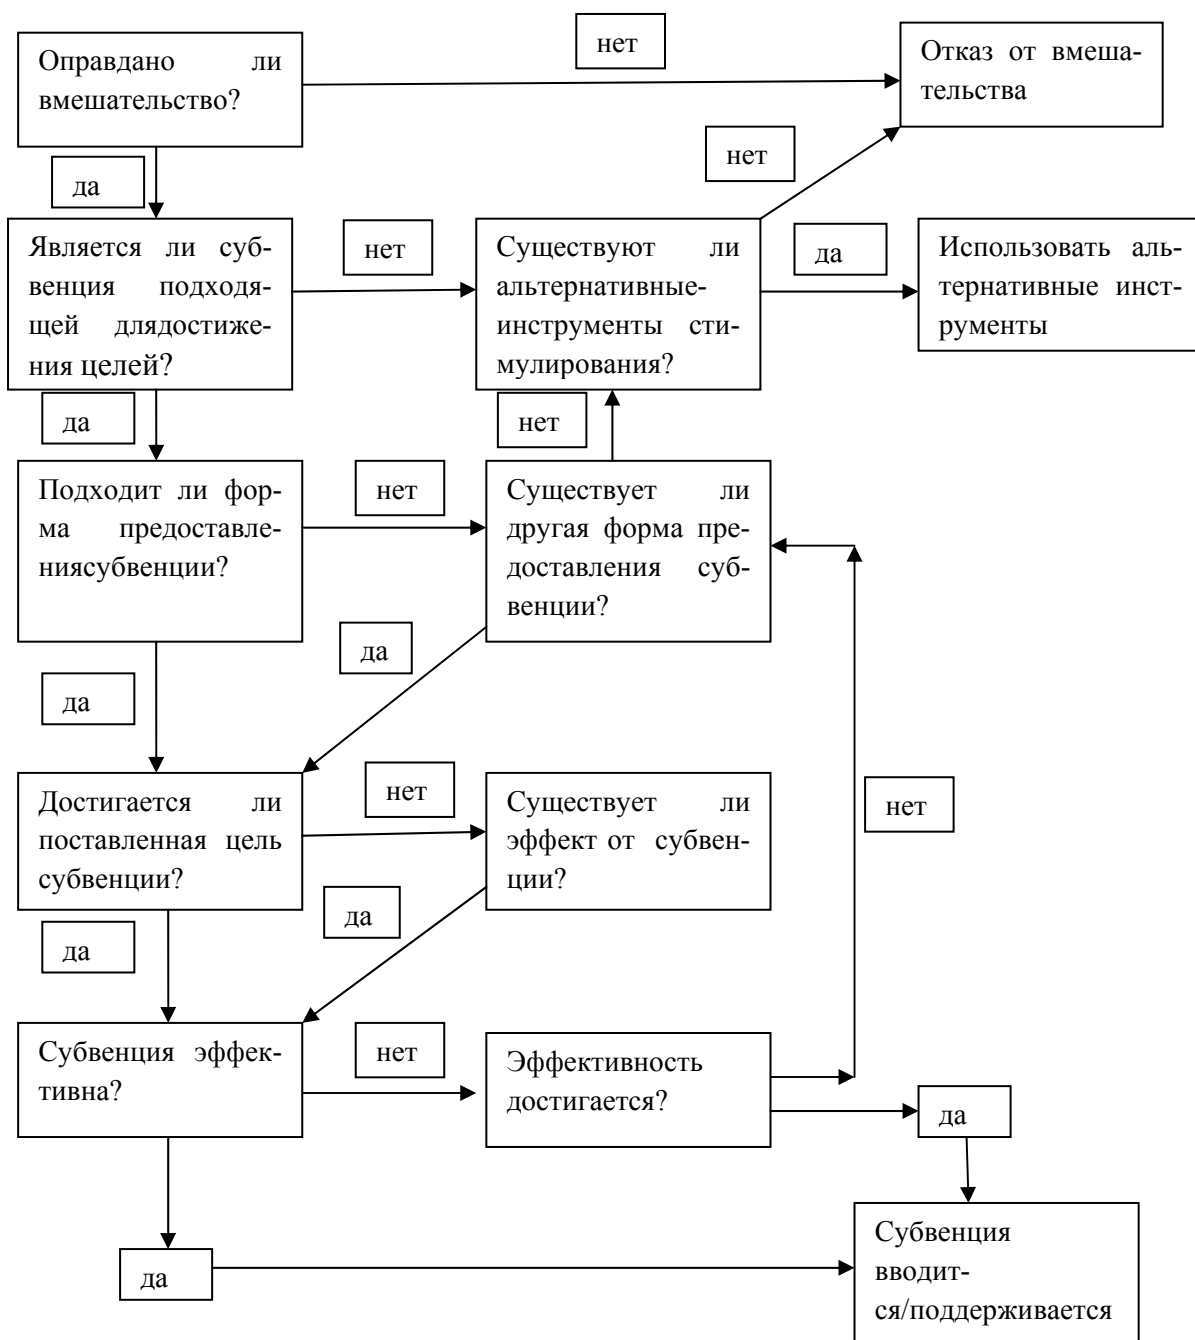 нет
Оправдано ли
вмешательство?
Отказ от вмеша-
тельства
нет
да
Является ли суб-
венция подходя-
щей длядостиже-
ния целей?
нет
Существуют ли
альтернативные-
инструменты сти-
мулирования?
да
Использовать аль-
тернативные инст-
рументы
да
нет
Подходит ли фор-
ма предоставле-
ниясубвенции?
нет
Существует ли
другая форма пре-
доставления суб-
венции?
да
да
Достигается ли
поставленная цель
субвенции?
нет
Существует ли
эффект от субвен-
ции?
нет
да
да
Субвенция эффек-
тивна?
нет
Эффективность
достигается?
да
да
Субвенция
вводит-
ся/поддерживается